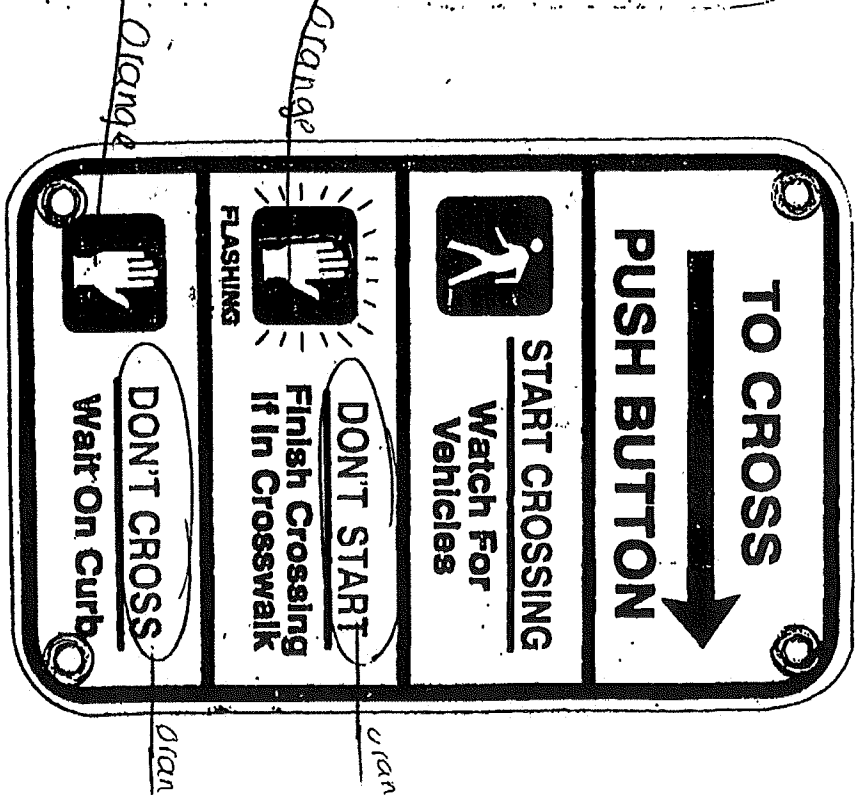 TO CROSS
PUSH BUTTON
START CROSSING
Watch For
Vehicles
Orange
FLASHING
DON'T START
Finish Crossing
If In Crosswalk
oran
Orange
DON'T CROSS
Wait On Curb
oran